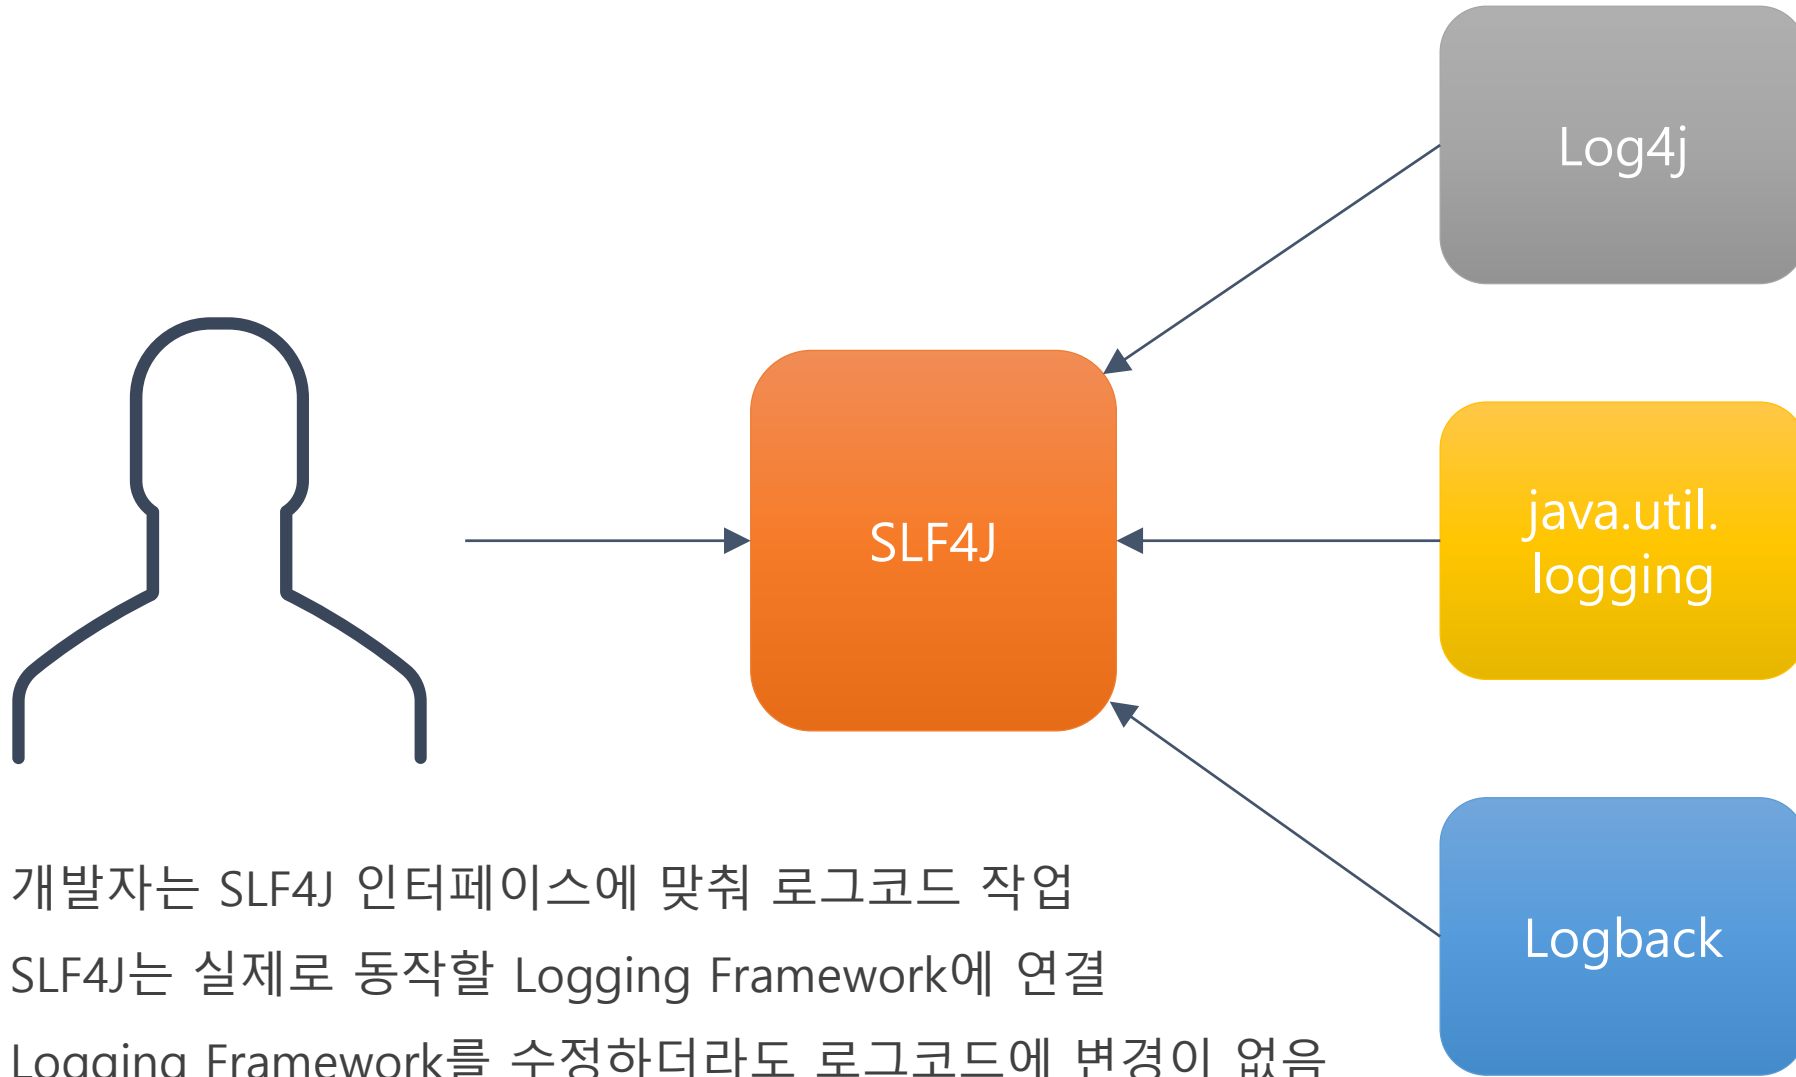 Log4j
SLF4J
java.util.
logging
Logback
개발자는 SLF4J 인터페이스에 맞춰 로그코드 작업
SLF4J는 실제로 동작할 Logging Framework에 연결
Logging Framework를 수정하더라도 로그코드에 변경이 없음